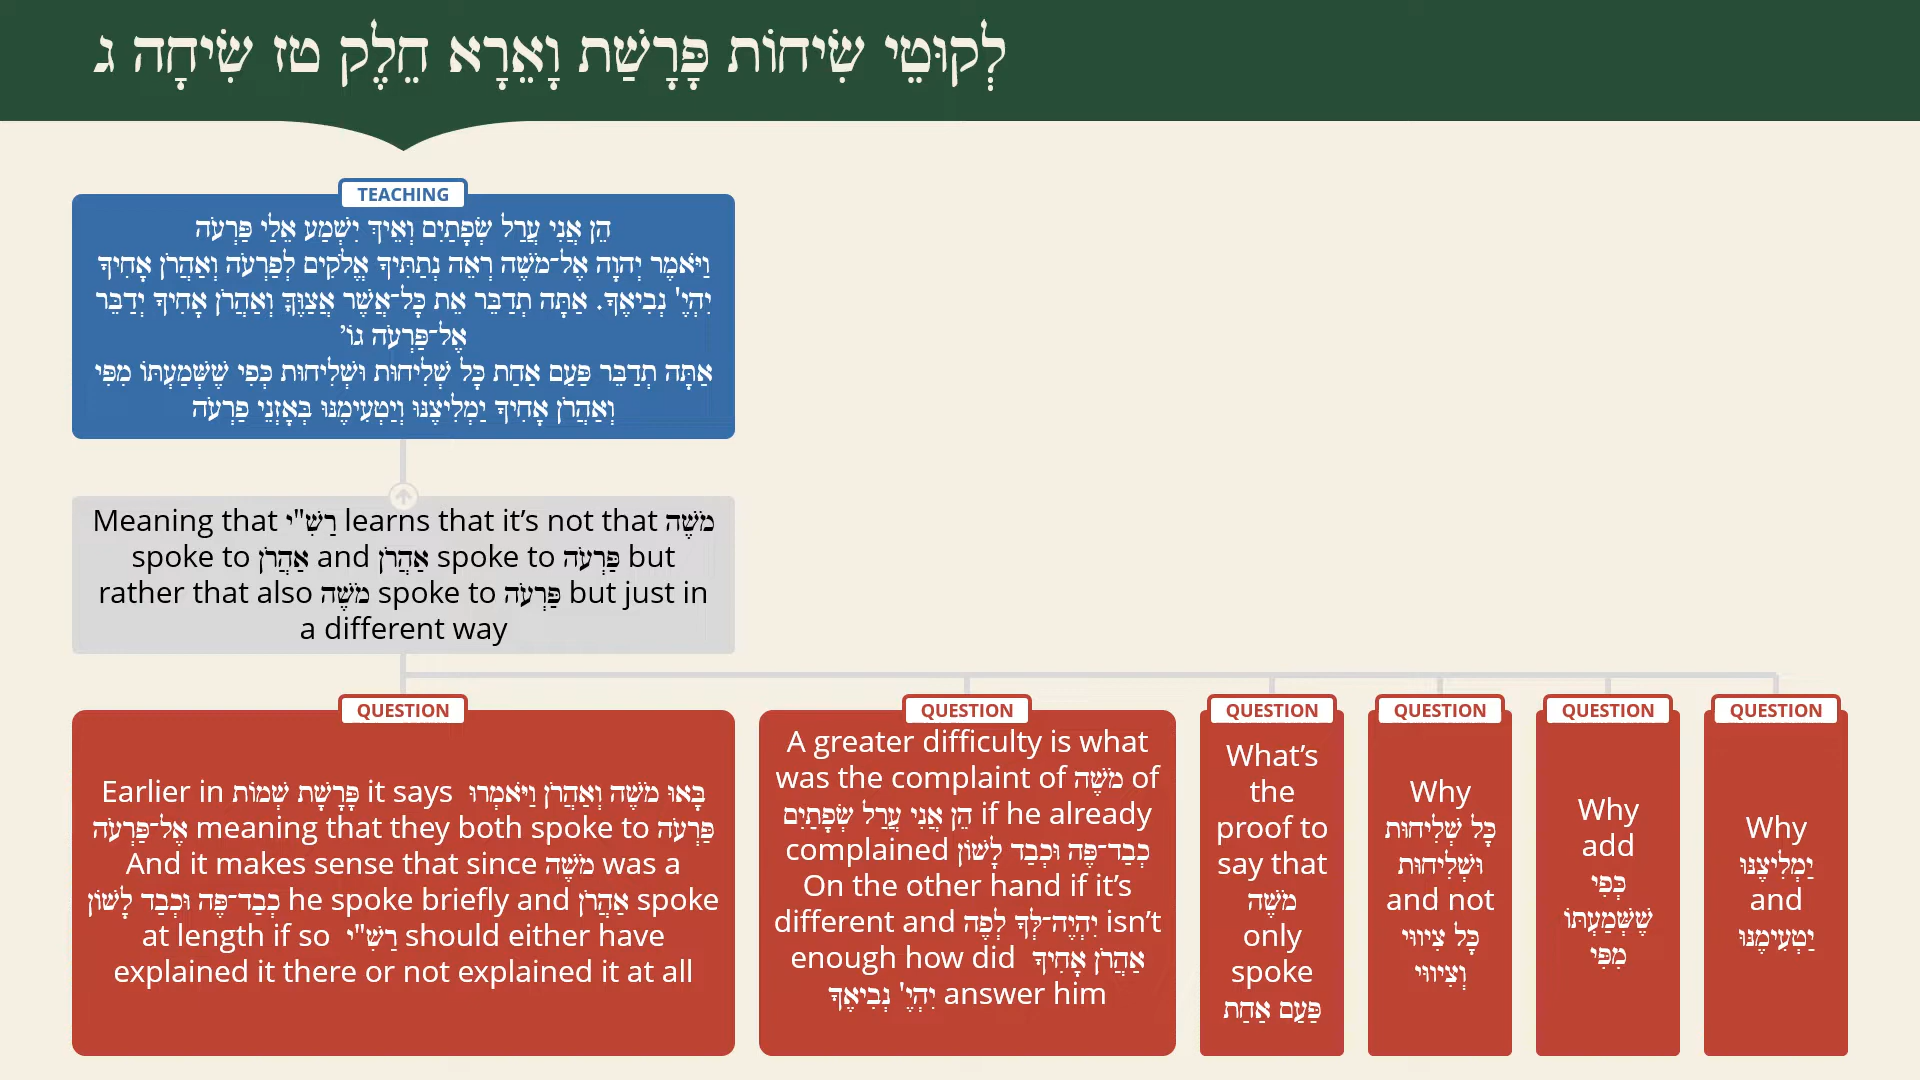 לְקוּטֵי שִׂיחוֹת פָּרָשַׁת וָאֵרָא חֵלֶק טז שִׂיחָה ג
TEACHING
הֵן אֲנִי עֲרַל שְׂפָתַיִם וְאֵיךְ יִשְׁמַע אֵלַי פַּרְעֹה
וַיֹּאמֶר יְהוָה אֶל־מֹשֶׁה רְאֵה נְתַתִּיךָ אֱלֹקִים לְפַרְעֹה וְאַהֲרֹן אָחִיךָ
יִהְיֶ' נְבִיאֶךָ. אַתָּה תְדַבֵּר אֵת כָּל־אֲשֶׁר אֲצַוֶּךָּ וְאַהֲרֹן אָחִיךָ יְדַבֵּר
אֶל־פַּרְעֹה גוֹ’
אַתָּה תְדַבֵּר פַּעַם אַחַת כָּל שְׁלִיחוּת וּשְׁלִיחוּת כְּפִי שֶׁשְּׁמַעְתּוֹ מִפִּי
וְאַהֲרֹן אָחִיךָ יַמְלִיצֶנּוּ וְיַטְעִימֶנּוּ בְּאָזְנֵי פַּרְעֹה
Meaning that רַשִׁ"י learns that it’s not that מֹשֶׁה
spoke to אַהֲרֹן and אַהֲרֹן spoke to פַּרְעֹה but
rather that also מֹשֶׁה spoke to פַּרְעֹה but just in
a different way
QUESTION
Earlier in פָּרָשָׁת שְׁמוֹת it says בָּאוּ מֹשֶׁה וְאַהֲרֹן וַיֹּאמְרוּ
אֶל־פַּרְעֹה meaning that they both spoke to פַּרְעֹה
And it makes sense that since מֹשֶׁה was a
כְבַד־פֶּה וּכְבַד לָשׁוֹן he spoke briefly and אַהֲרֹן spoke
at length if so רַשִׁ"י should either have
explained it there or not explained it at all
QUESTION
A greater difficulty is what
was the complaint of מֹשֶׁה of
הֵן אֲנִי עֲרַל שְׂפָתַיִם if he already
complained כְבַד־פֶּה וּכְבַד לָשׁוֹן
On the other hand if it’s
different and יִהְיֶה־לְּךָ לְפֶה isn’t
enough how did אַהֲרֹן אָחִיךָ
יִהְיֶ' נְבִיאֶךָ answer him
QUESTION
What’s
the
proof to
say that
מֹשֶׁה
only
spoke
פַּעַם אַחַת
QUESTION
Why
כָּל שְׁלִיחוּת
וּשְׁלִיחוּת
and not
כָּל צִיווּי
וְצִיווּי
QUESTION
Why
add
כְּפִי
שֶׁשְּׁמַעְתּוֹ
מִפִּי
QUESTION
Why
יַמְלִיצֶנּוּ
and
יַטְעִימֶנּוּ